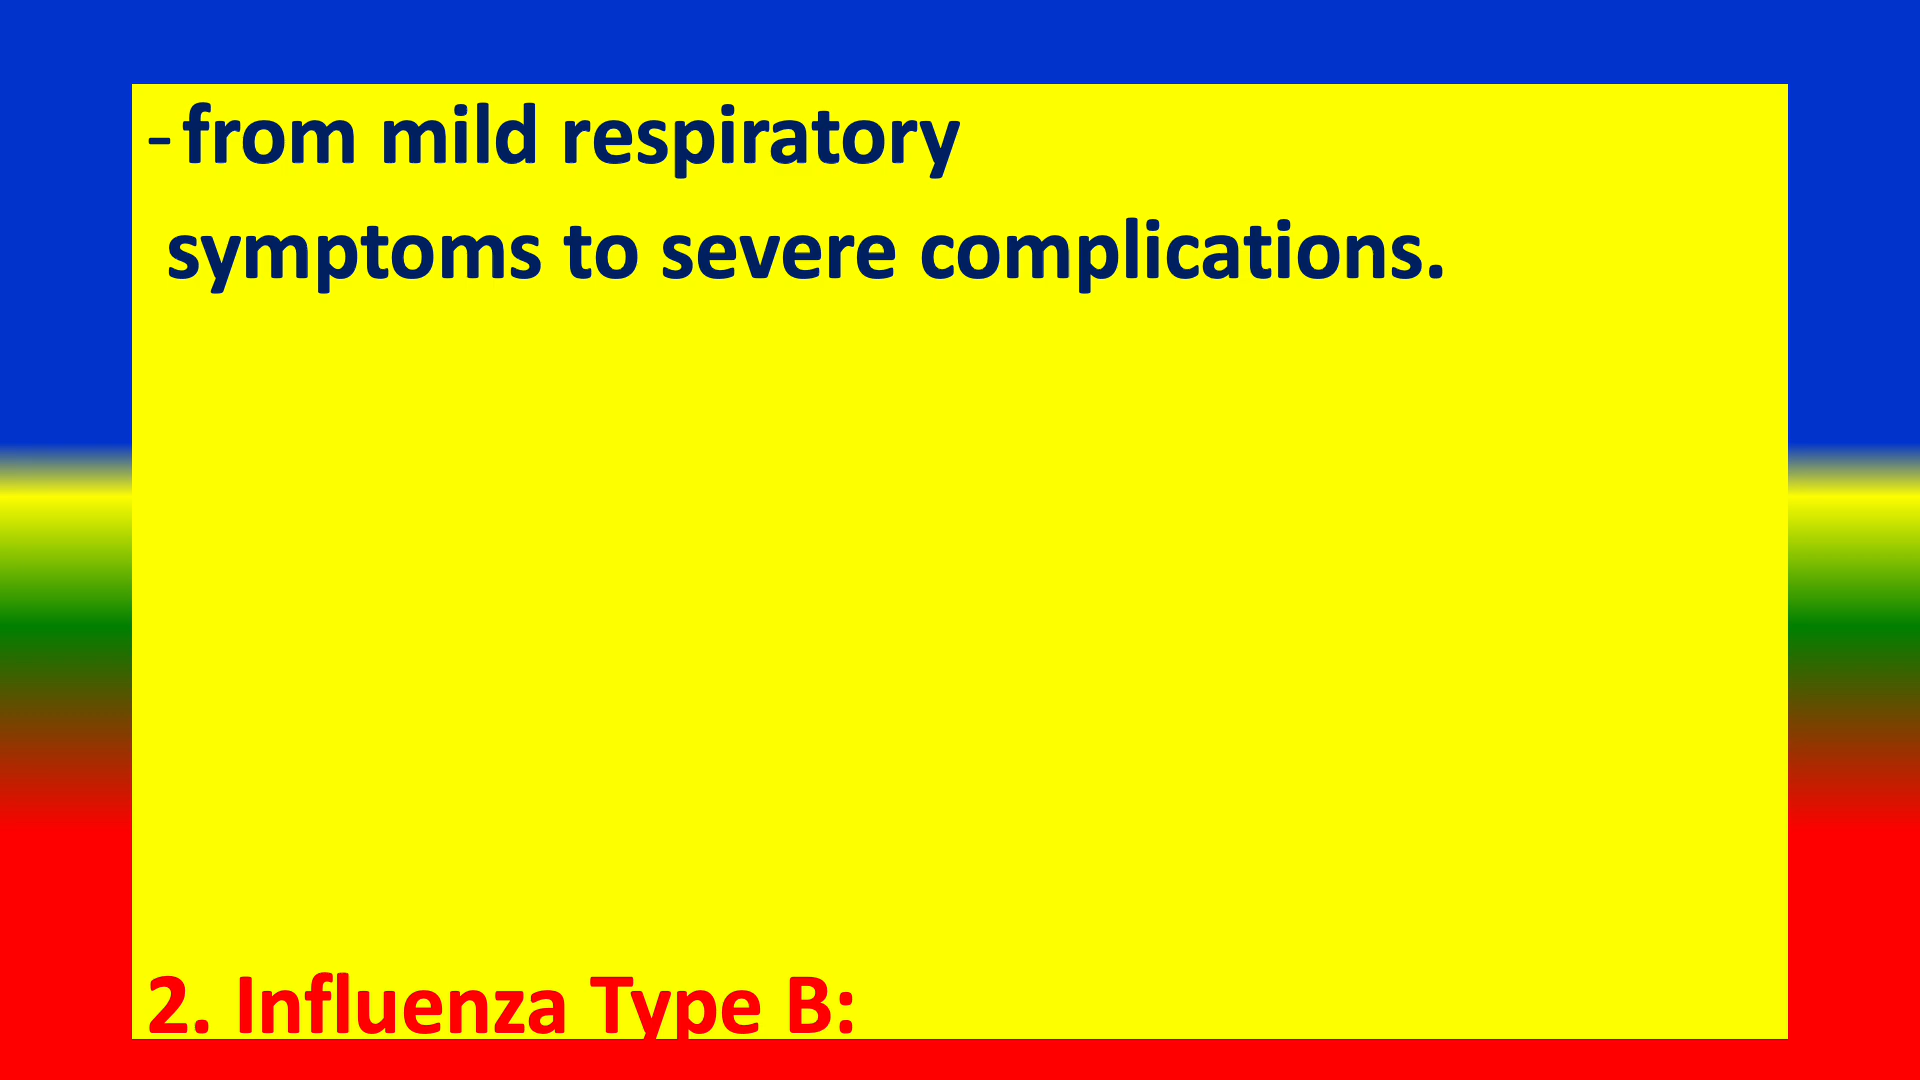 -from mild respiratory
symptoms to severe complications.
2. Influenza Type B: